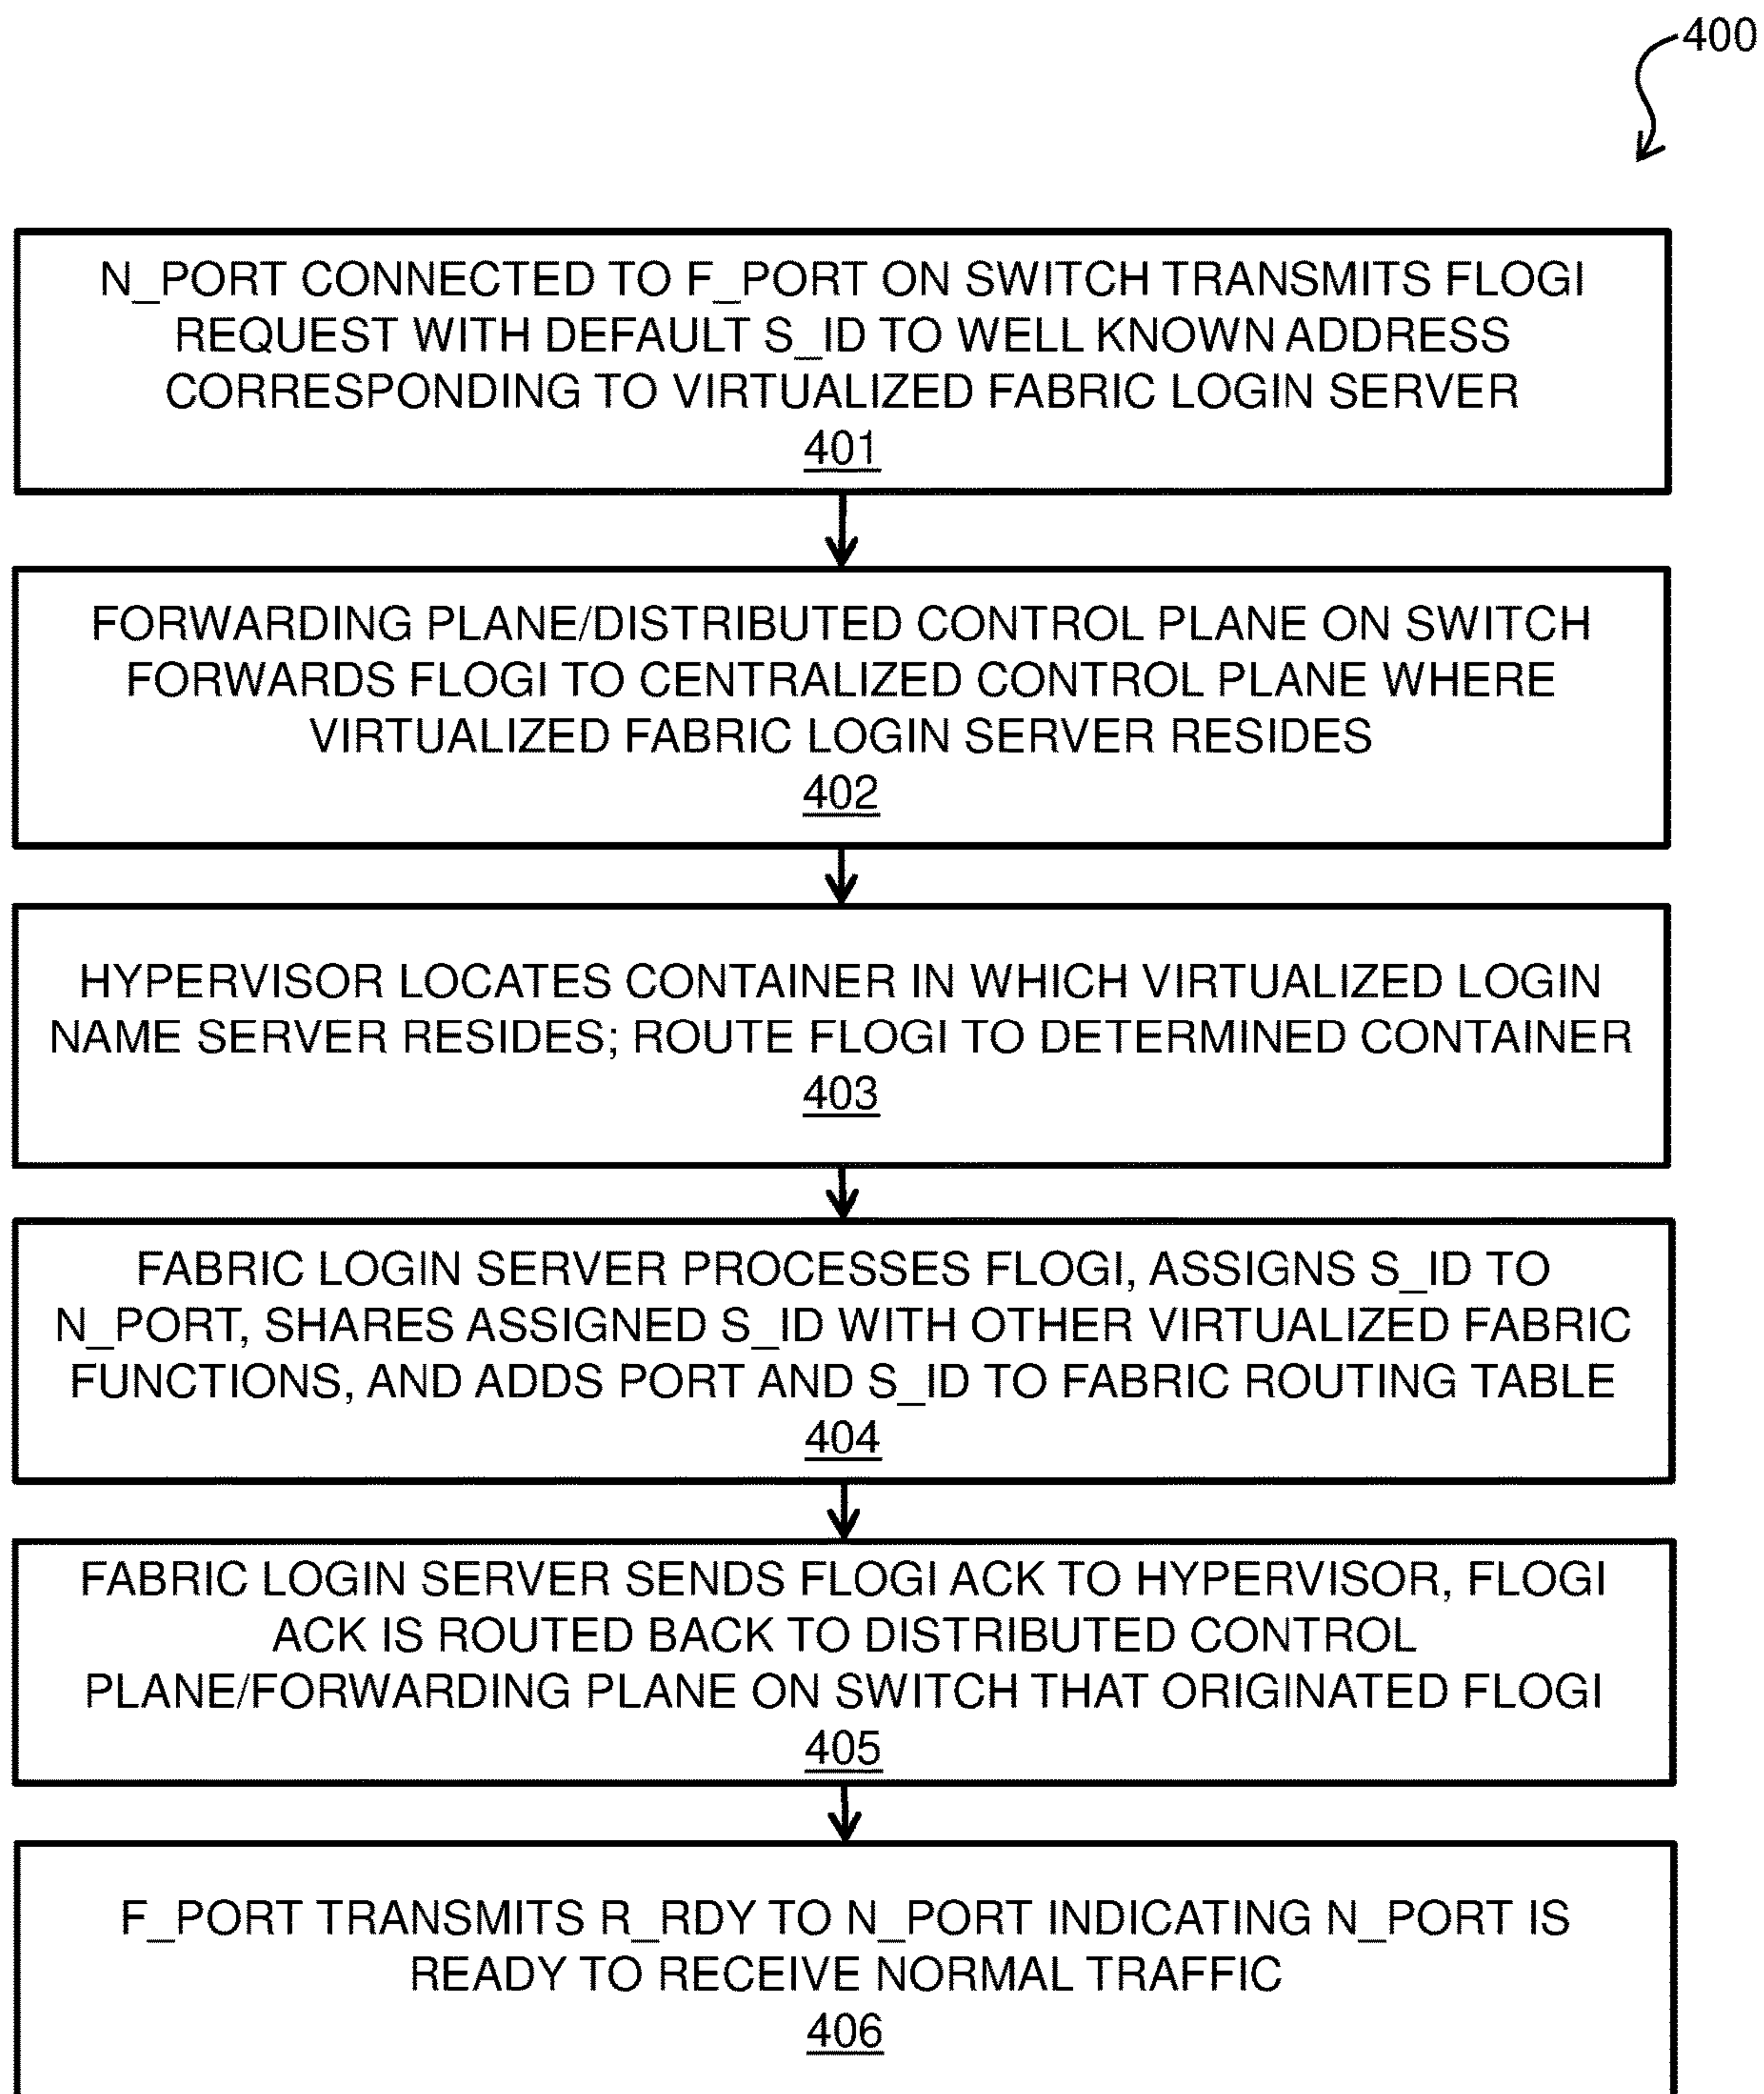 400
N_PORT CONNECTED TO F_PORT ON SWITCH TRANSMITS FLOGI
REQUEST WITH DEFAULT S_ID TO WELL KNOWN ADDRESS
CORRESPONDING TO VIRTUALIZED FABRIC LOGIN SERVER
401
FORWARDING PLANE/DISTRIBUTED CONTROL PLANE ON SWITCH
FORWARDS FLOGI TO CENTRALIZED CONTROL PLANE WHERE
VIRTUALIZED FABRIC LOGIN SERVER RESIDES
402
HYPERVISOR LOCATES CONTAINER IN WHICH VIRTUALIZED LOGIN
NAME SERVER RESIDES; ROUTE FLOGI TO DETERMINED CONTAINER
403
FABRIC LOGIN SERVER PROCESSES FLOGI, ASSIGNS S_ID TO
N_PORT, SHARES ASSIGNED S_ID WITH OTHER VIRTUALIZED FABRIC
FUNCTIONS, AND ADDS PORT AND S_ID TO FABRIC ROUTING TABLE
404
FABRIC LOGIN SERVER SENDS FLOGI ACK TO HYPERVISOR, FLOGI
ACK IS ROUTED BACK TO DISTRIBUTED CONTROL
PLANE/FORWARDING PLANE ON SWITCH THAT ORIGINATED FLOGI
405
F_PORT TRANSMITS R_RDY TO N_PORT INDICATING N_PORT IS
READY TO RECEIVE NORMAL TRAFFIC
406